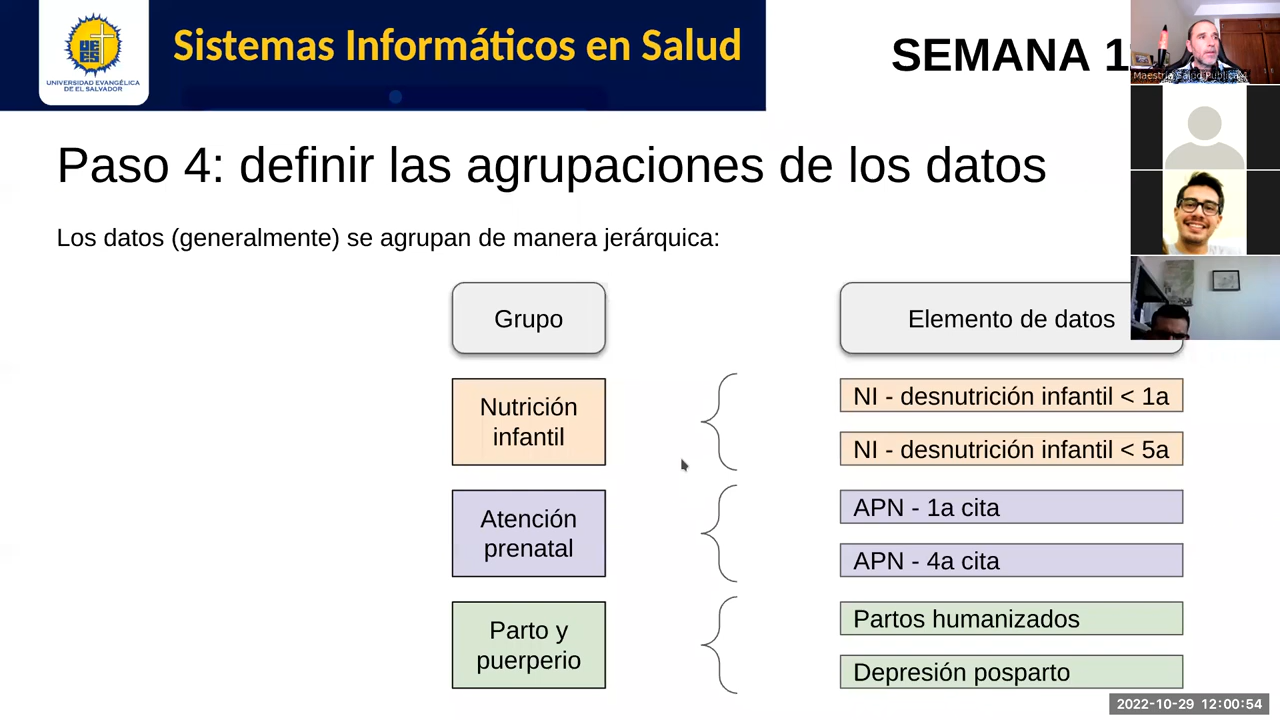 UNIVERSIDAD EVANGÉLICA
DE EL SALVADOR
Sistemas Informáticos en Salud
SEMANA 1
Maestría Salud Pública
Paso 4: definir las agrupaciones de los datos
Los datos (generalmente) se agrupan de manera jerárquica:
Grupo
Elemento de datos
Nutrición
infantil
NI - desnutrición infantil < 1a
NI - desnutrición infantil < 5a
Atención
prenatal
APN - 1a cita
APN - 4a cita
Parto y
puerperio
Partos humanizados
Depresión posparto
2022-10-29 12:00:54